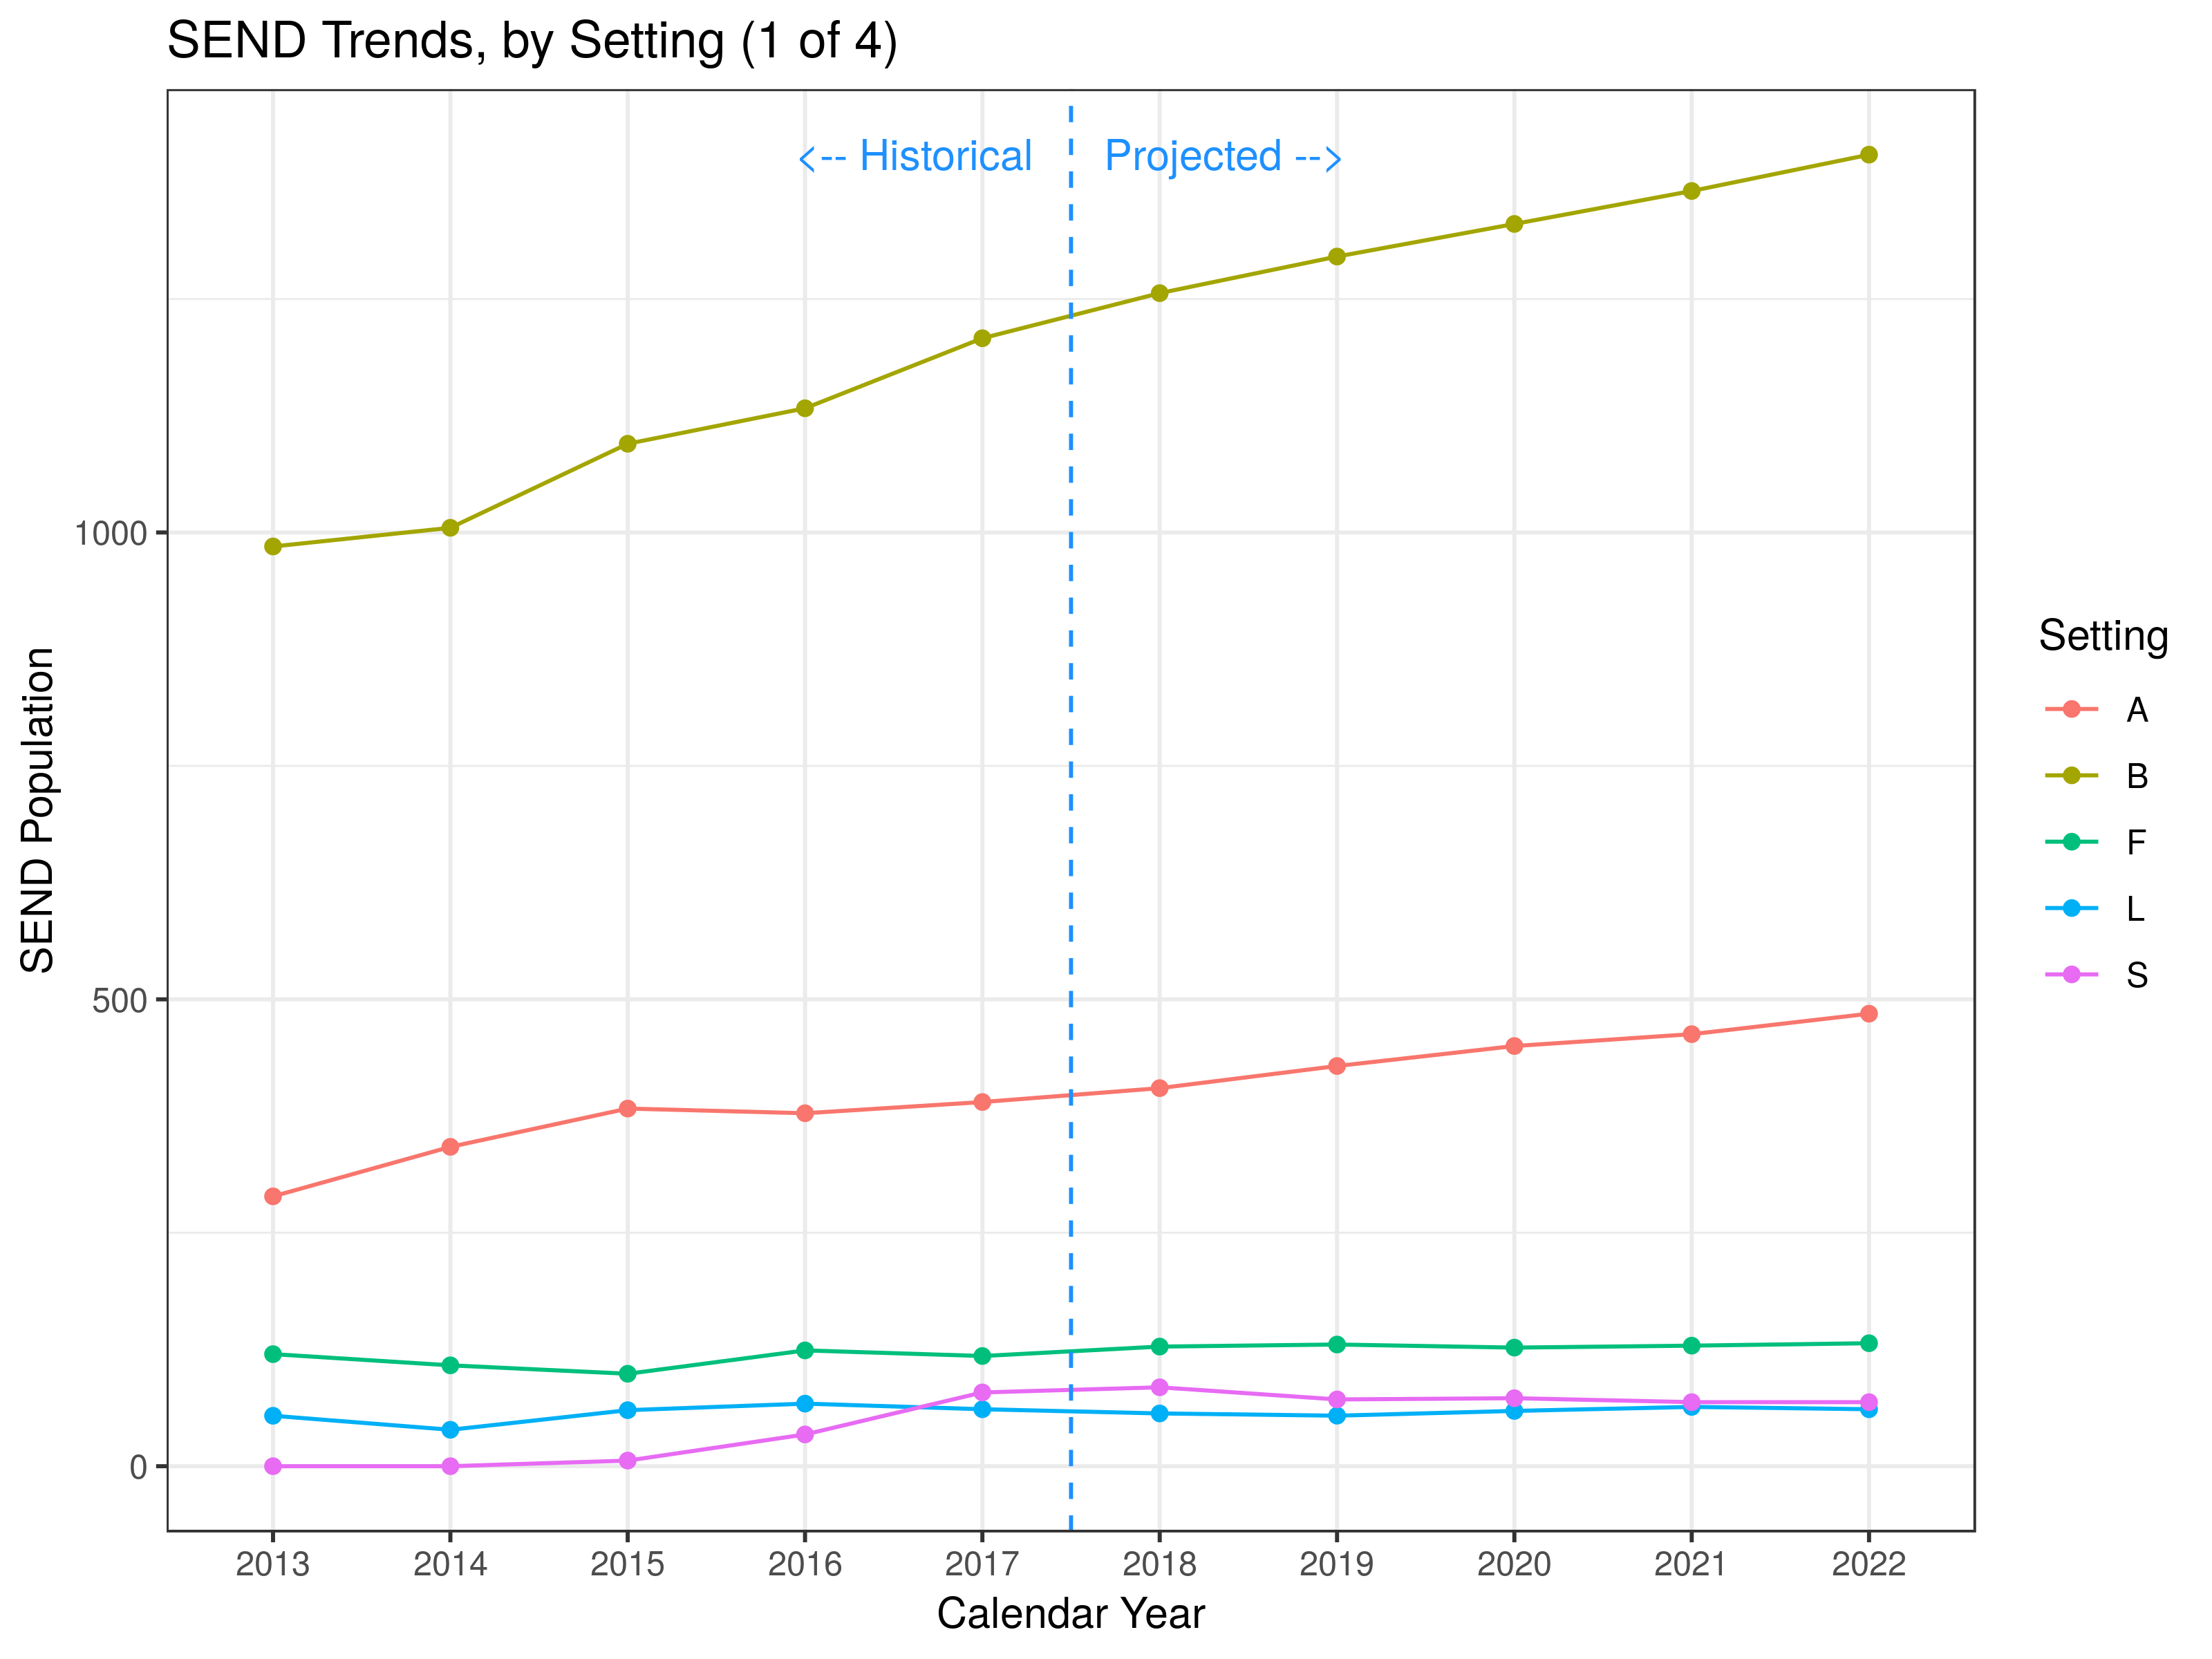 SEND Trends, by Setting (1 of 4)
<-- Historical
Projected -->
SEND Population
1000
500
0
2013 2014 2015 2016 2017 2018 2019 2020 2021 2022
Calendar Year
Setting
A
B
F
L
S